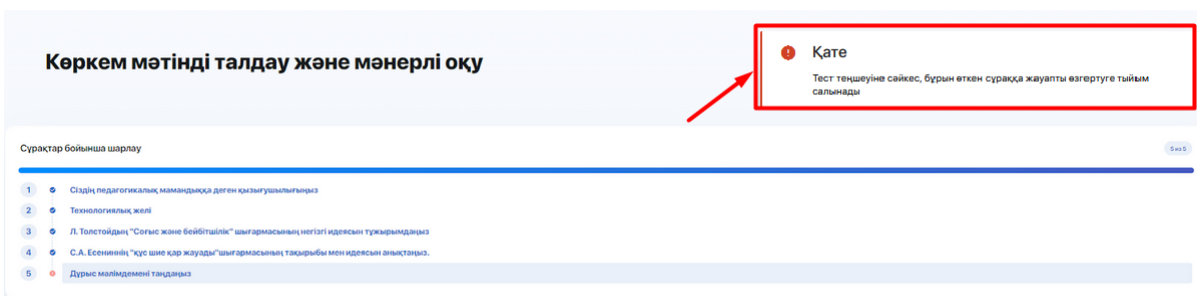 Көркем мәтінді талдау және мәнерлі оқу
Қате
Тест теңшеуіне сәйкес, бұрын өткен сұраққа жауапты өзгертуге тыйым
салынады
Сұрақтар бойынша шарлау
5 из 5
1 Сіздің педагогикалық мамандыққа деген қызығушылығыңыз
2 Технологиялық желі
3 Л. Толстойдың "Соғыс және бейбітшілік" шығармасының негізгі идеясын тұжырымдаңыз
4 С.А. Есениннің "құс шие қар жауады"шығармасының тақырыбы мен идеясын анықтаңыз.
5 Дұрыс мәлімдемені таңдаңыз